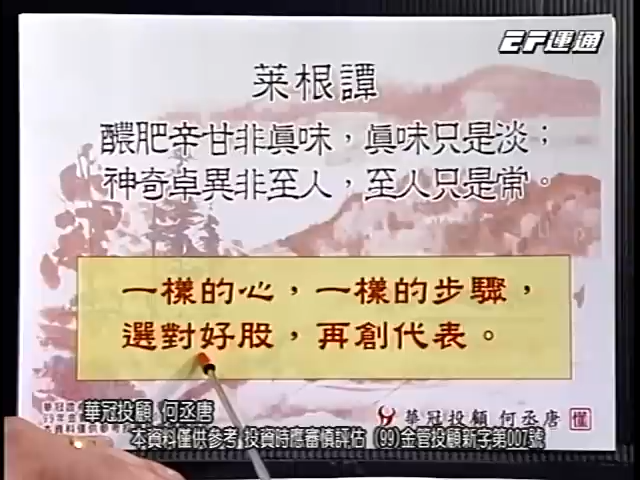 EF運通
萊根譚
醲肥辛甘非眞味，眞味只是淡；
神奇卓異非至人，至人只是常。
一樣的心，一樣的步驟，
選對好股，再創代表。
華冠投顧 何丞唐 懂
華冠投顧 何丞唐
本資料僅供參考，投資時應審慎評估 (99)金管投顧新字第007號